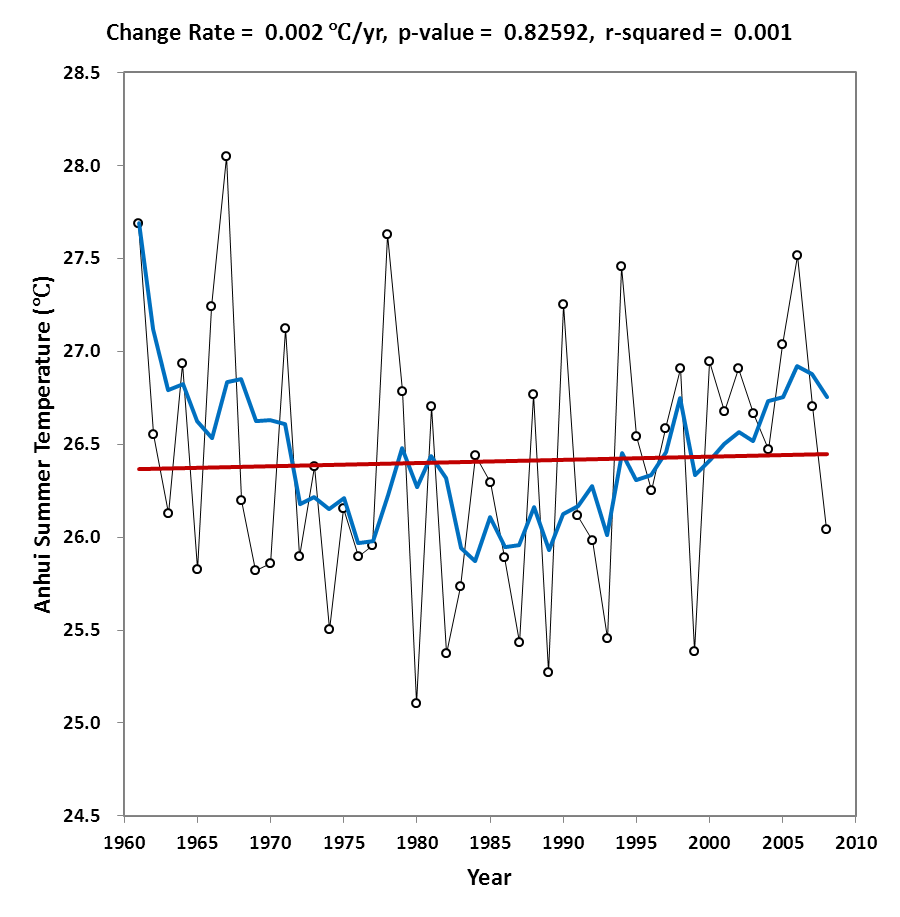 Change Rate = 0.002 ℃/yr, p-value = 0.82592, r-squared = 0.001
28.5
28.0
27.5
27.0
26.5
26.0
25.5
25.0
24.5
Anhui Summer Temperature (℃)
1960 1965 1970 1975 1980 1985 1990 1995 2000 2005 2010
Year